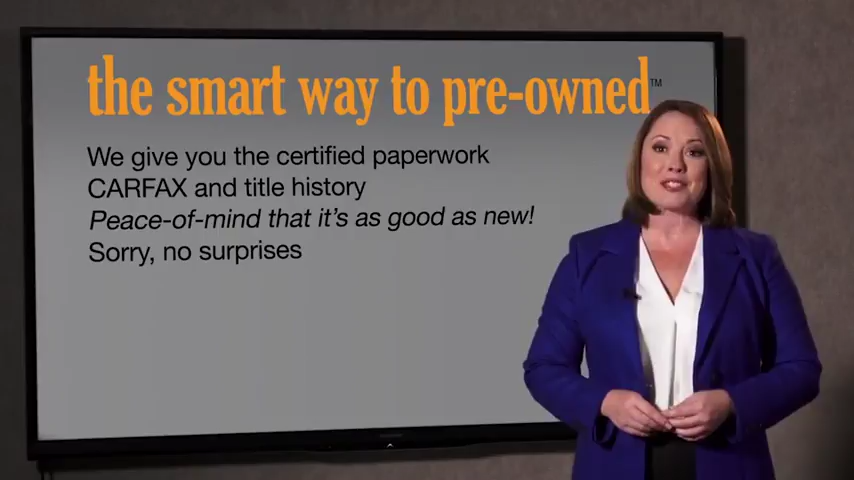 the smart way to pre-owned™
We give you the certified paperwork
CARFAX and title history
Peace-of-mind that it's as good as new!
Sorry, no surprises